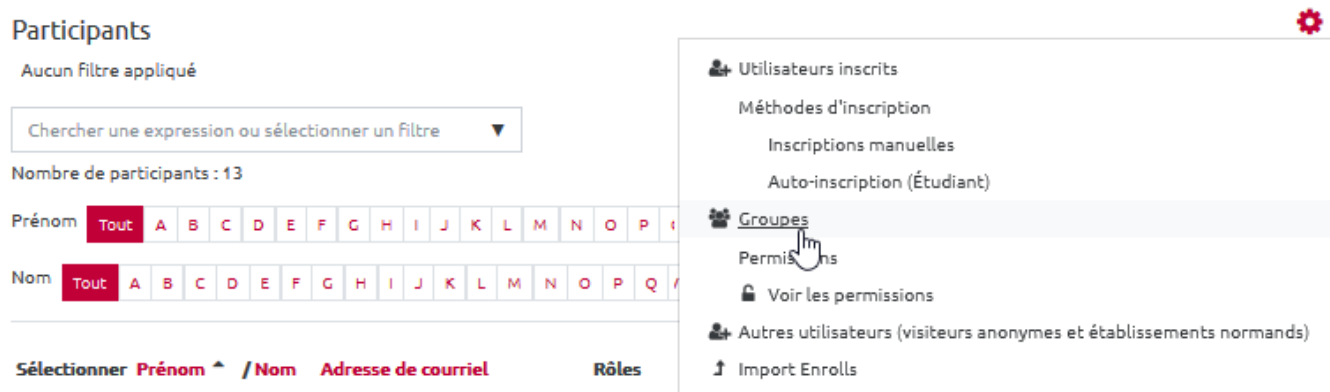 Participants
Aucun filtre appliqué
Chercher une expression ou sélectionner un filtre
Nombre de participants : 13
Prénom Tout A B C D E F G H I J K L M N O P
Nom Tout A B C D E F G H I J K L M N O P Q
Sélectionner Prénom / Nom Adresse de courriel Rôles
Utilisateurs inscrits
Méthodes d'inscription
Inscriptions manuelles
Auto-inscription (Étudiant)
Groupes
Permissions
Voir les permissions
Autres utilisateurs (visiteurs anonymes et établissements normands)
Import Enrolls